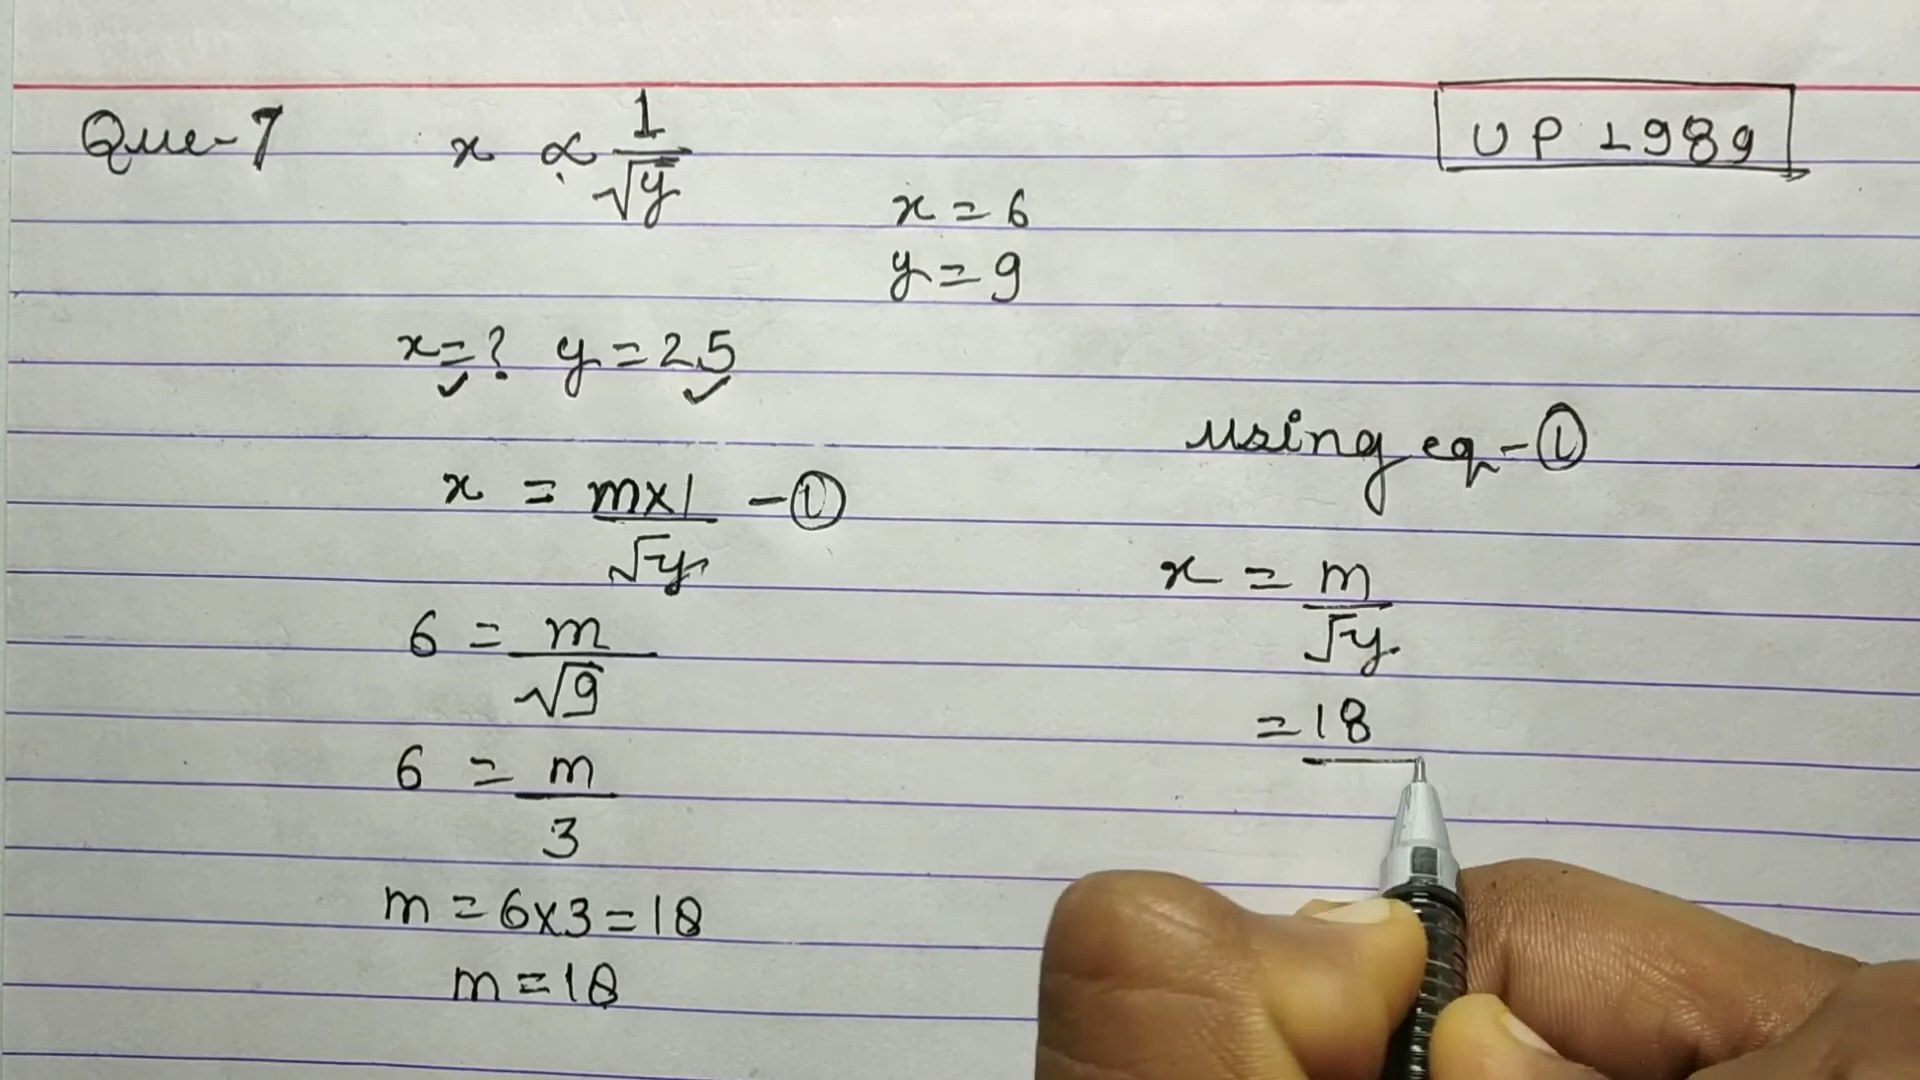 Que-7 x ∝ 1/√y
UP 1989
x = 6
y = 9
x = ? y = 25
x = m×1/√y - ①
6 = m/√9
6 = m/3
m = 6×3 = 18
m = 18
using eq-①
x = m/√y
= 18